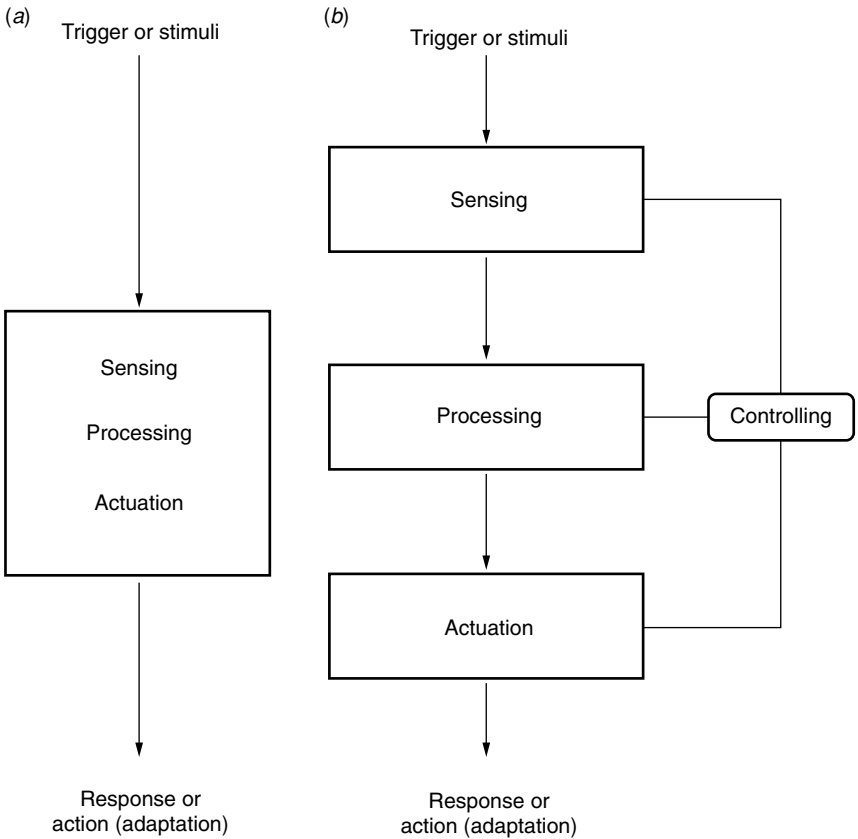 (a)
Trigger or stimuli
Sensing
Processing
Actuation
Response or
action (adaptation)
(b)
Trigger or stimuli
Sensing
Processing
Controlling
Actuation
Response or
action (adaptation)